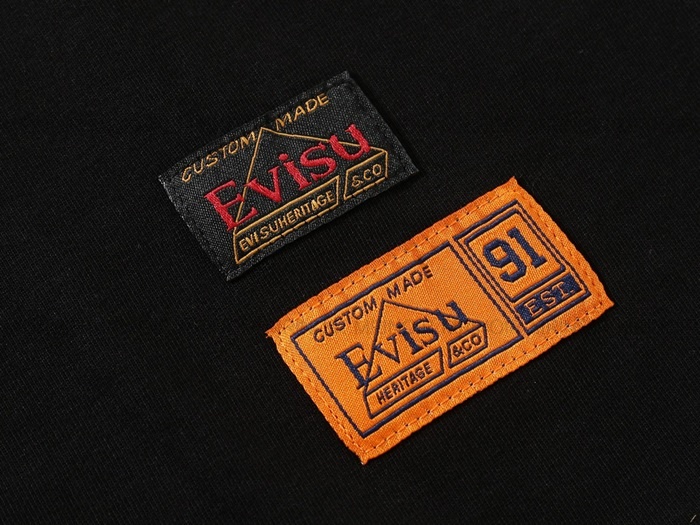 CUSTOM MADE
Evisu
EVISUHERITAGE &CO
CUSTOM MADE
Evisu
HERITAGE &CO
91
EST.